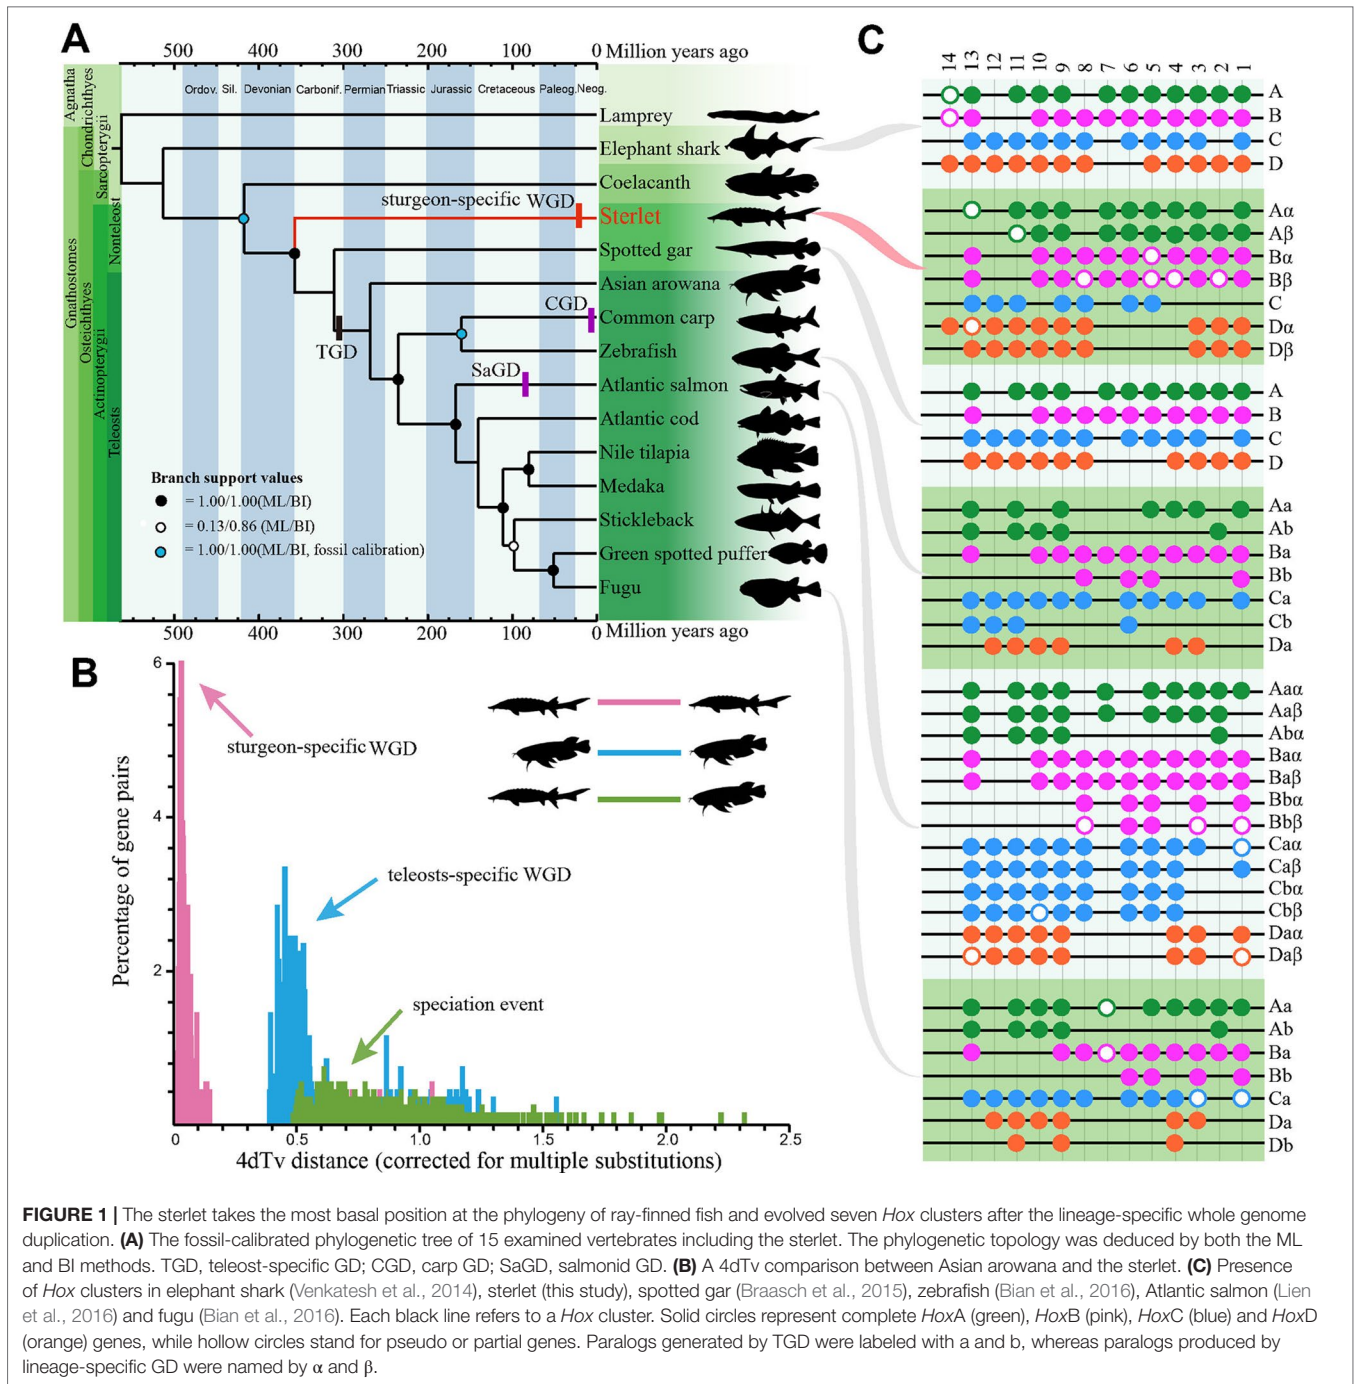 A
500 400 300 200 100 0 Million years ago
Ordov. Sil. Devonian Carbonif. Permian Triassic Jurassic Cretaceous Paleog. Neog.
Agnatha
Chondrichthyes
Sarcopterygii
Nonteleost
Gnathostomes
Osteichthyes
Actinopterygii
Teleosts
Lamprey
Elephant shark
Coelacanth
sturgeon-specific WGD
Sterlet
Spotted gar
Asian arowana
CGD
Common carp
TGD
Zebrafish
SaGD
Atlantic salmon
Atlantic cod
Nile tilapia
Medaka
Stickleback
Green spotted puffer
Fugu
Branch support values
= 1.00/1.00(ML/BI)
= 0.13/0.86 (ML/BI)
= 1.00/1.00(ML/BI, fossil calibration)
500 400 300 200 100 0 Million years ago
B
Percentage of gene pairs
6
4
2
sturgeon-specific WGD
teleosts-specific WGD
speciation event
0 0.5 1.0 1.5 2.0 2.5
4dTv distance (corrected for multiple substitutions)
C
14 13 12 11 10 9 8 7 6 5 4 3 2 1
A
B
C
D
Aα
Aβ
Bα
Bβ
C
Dα
Dβ
A
B
C
D
Aa
Ab
Ba
Bb
Ca
Cb
Da
Aaα
Aaβ
Abα
Baα
Baβ
Bbα
Bbβ
Caα
Caβ
Cbα
Cbβ
Daα
Daβ
Aa
Ab
Ba
Bb
Ca
Da
Db
FIGURE 1 | The sterlet takes the most basal position at the phylogeny of ray-finned fish and evolved seven Hox clusters after the lineage-specific whole genome
duplication. (A) The fossil-calibrated phylogenetic tree of 15 examined vertebrates including the sterlet. The phylogenetic topology was deduced by both the ML
and BI methods. TGD, teleost-specific GD; CGD, carp GD; SaGD, salmonid GD. (B) A 4dTv comparison between Asian arowana and the sterlet. (C) Presence
of Hox clusters in elephant shark (Venkatesh et al., 2014), sterlet (this study), spotted gar (Braasch et al., 2015), zebrafish (Bian et al., 2016), Atlantic salmon (Lien
et al., 2016) and fugu (Bian et al., 2016). Each black line refers to a Hox cluster. Solid circles represent complete HoxA (green), HoxB (pink), HoxC (blue) and HoxD
(orange) genes, while hollow circles stand for pseudo or partial genes. Paralogs generated by TGD were labeled with a and b, whereas paralogs produced by
lineage-specific GD were named by α and β.